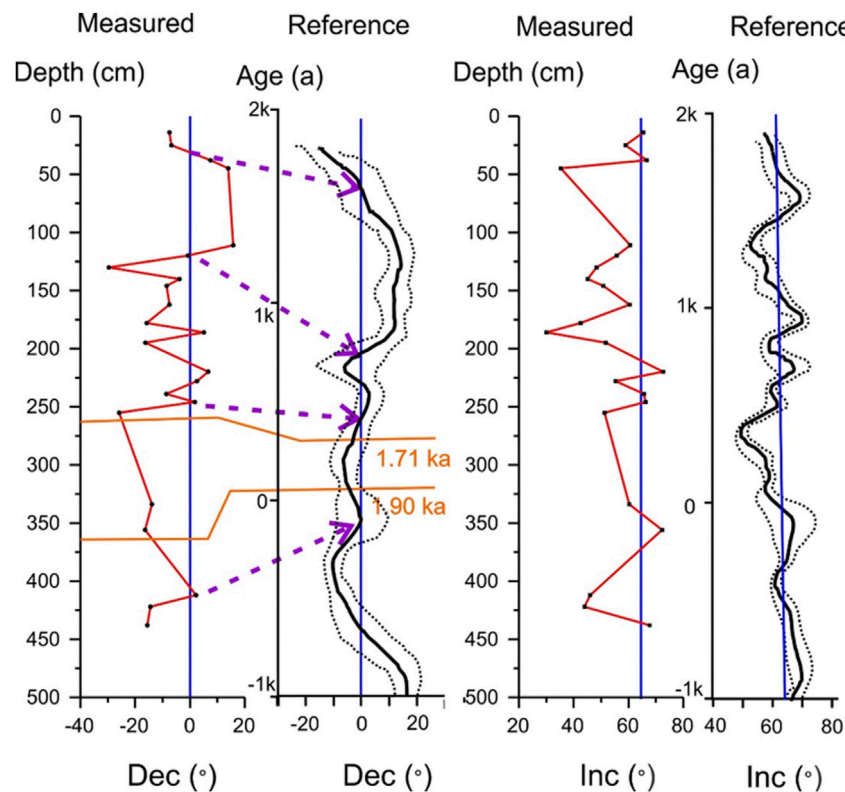 Measured Reference Measured Reference
Depth (cm) Age (a) Depth (cm) Age (a)
0
50
100
150
200
250
300
350
400
450
500
-40 -20 0 20
2k
1k
0
-1k
0 20
1.71 ka
1.90 ka
Dec (°) Dec (°)
0
50
100
150
200
250
300
350
400
450
500
20 40 60 80
2k
1k
0
-1k
40 60 80
Inc (°) Inc (°)